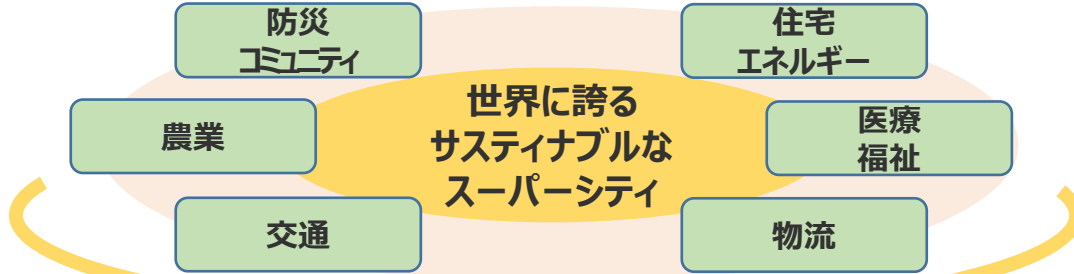 防災
コミュニティ
住宅
エネルギー
世界に誇る
サスティナブルな
スーパーシティ
農業
医療
福祉
交通
物流